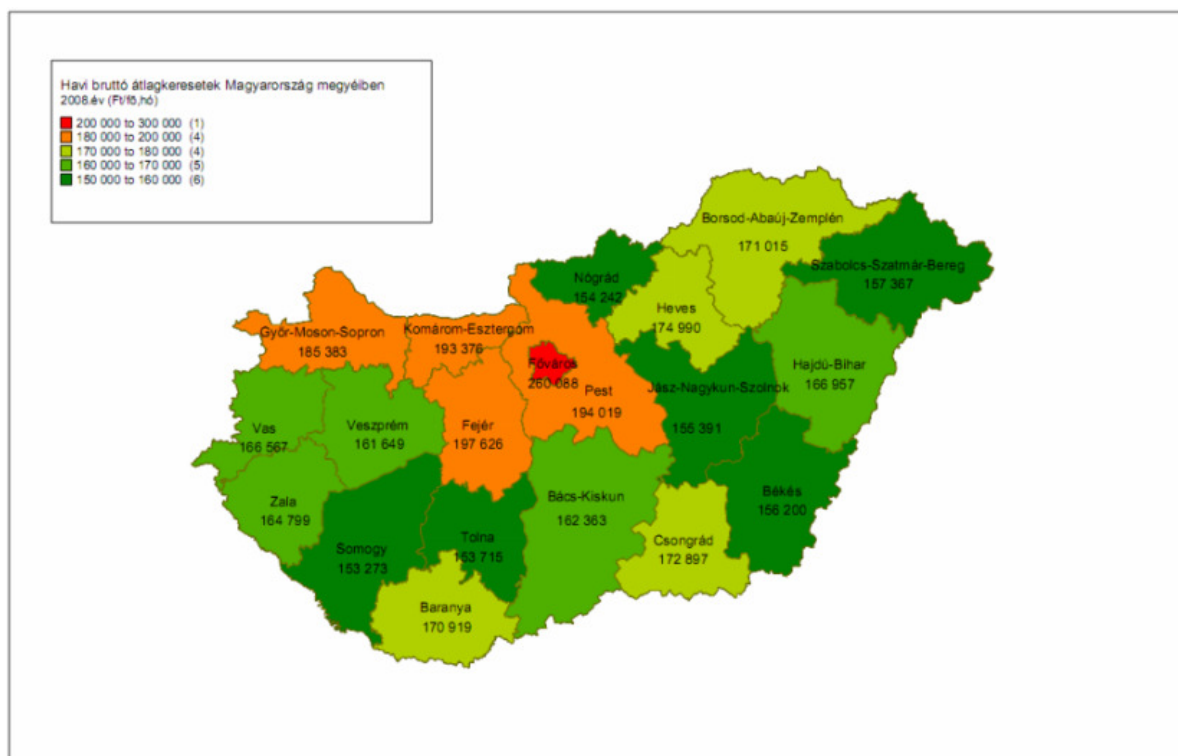 Havi bruttó átlagkeresetek Magyarország megyéiben
2008.év (Ft/fő,hó)
200 000 to 300 000 (1)
180 000 to 200 000 (4)
170 000 to 180 000 (4)
160 000 to 170 000 (5)
150 000 to 160 000 (6)
Borsod-Abaúj-Zemplén
171 015
Szabolcs-Szatmár-Bereg
157 367
Nógrád
154 242
Heves
174 990
Győr-Moson-Sopron
185 383
Komárom-Esztergom
193 376
Főváros
260 088
Pest
194 019
Jász-Nagykun-Szolnok
155 391
Hajdú-Bihar
166 957
Vas
166 567
Veszprém
161 649
Fejér
197 626
Zala
164 799
Bács-Kiskun
162 363
Békés
156 200
Somogy
153 273
Tolna
153 715
Csongrád
172 897
Baranya
170 919